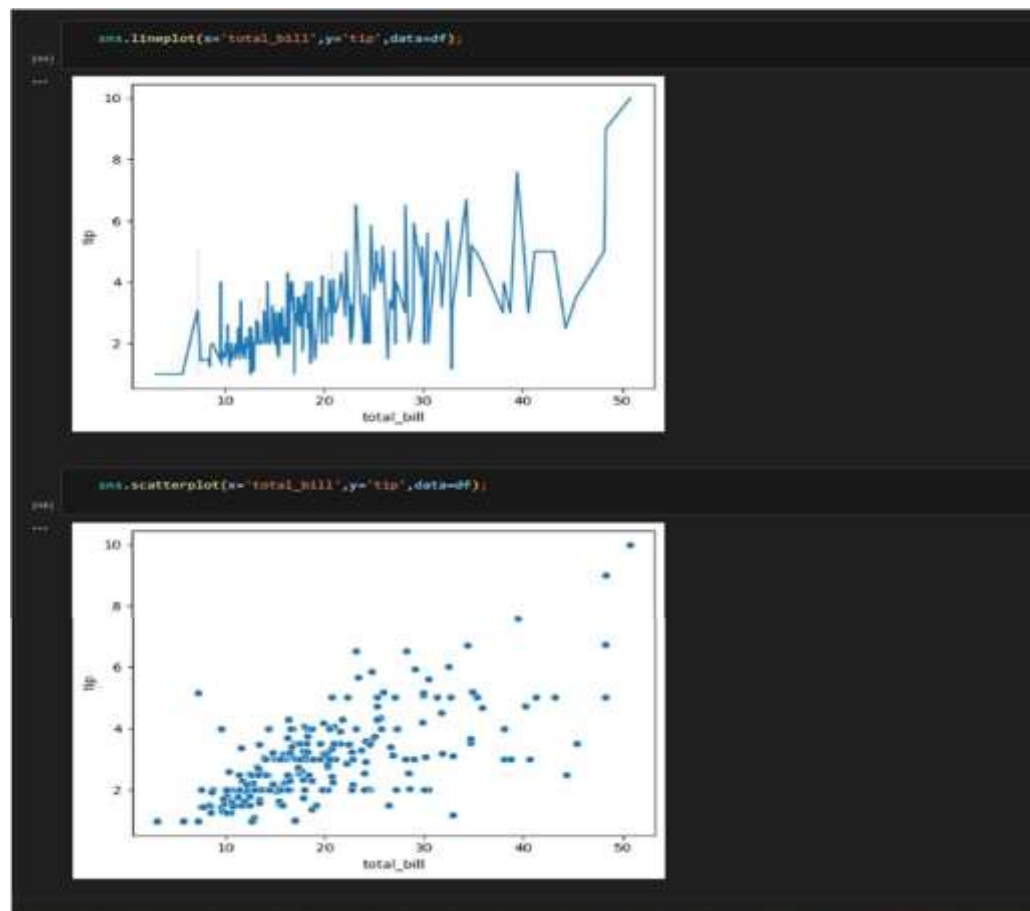 sns.lineplot(x='total_bill',y='tip',data=df);
...
10
8
6
4
2
tip
10 20 30 40 50
total_bill
sns.scatterplot(x='total_bill',y='tip',data=df);
...
10
8
6
4
2
tip
10 20 30 40 50
total_bill